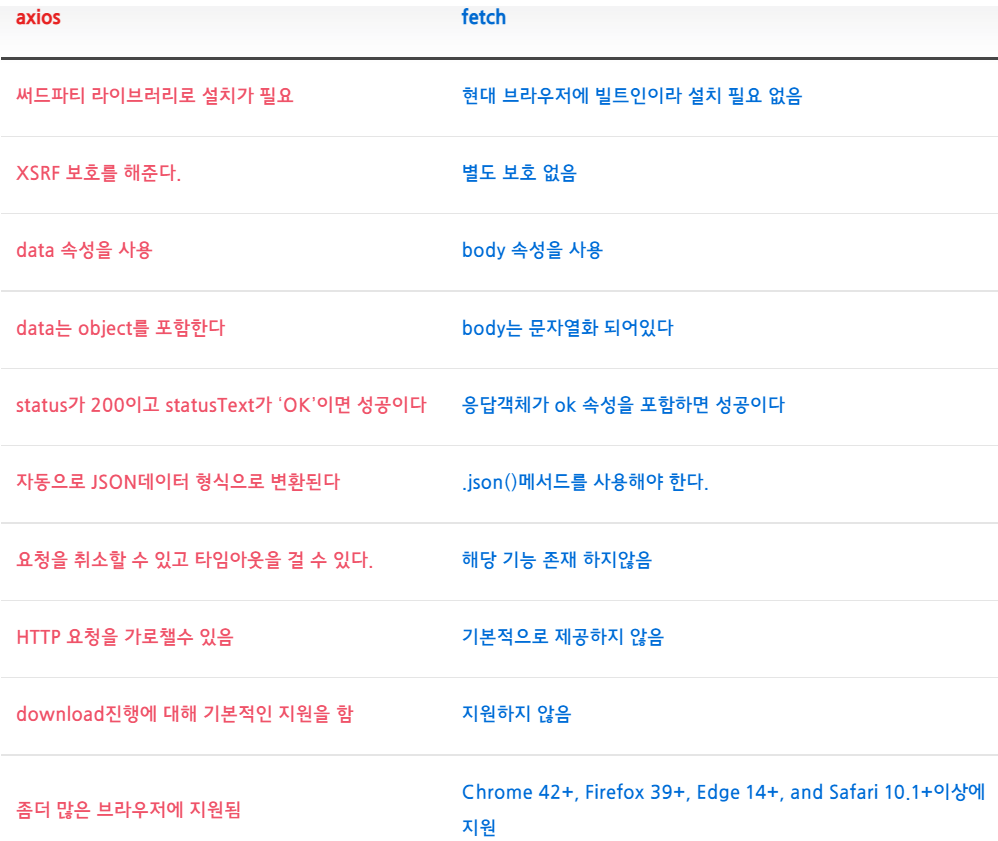 axios fetch
써드파티 라이브러리로 설치가 필요 현대 브라우저에 빌트인이라 설치 필요 없음
XSRF 보호를 해준다. 별도 보호 없음
data 속성을 사용 body 속성을 사용
data는 object를 포함한다 body는 문자열화 되어있다
status가 200이고 statusText가 ‘OK’이면 성공이다 응답객체가 ok 속성을 포함하면 성공이다
자동으로 JSON데이터 형식으로 변환된다 .json()메서드를 사용해야 한다.
요청을 취소할 수 있고 타임아웃을 걸 수 있다. 해당 기능 존재 하지않음
HTTP 요청을 가로챌수 있음 기본적으로 제공하지 않음
download진행에 대해 기본적인 지원을 함 지원하지 않음
좀더 많은 브라우저에 지원됨 Chrome 42+, Firefox 39+, Edge 14+, and Safari 10.1+이상에
지원